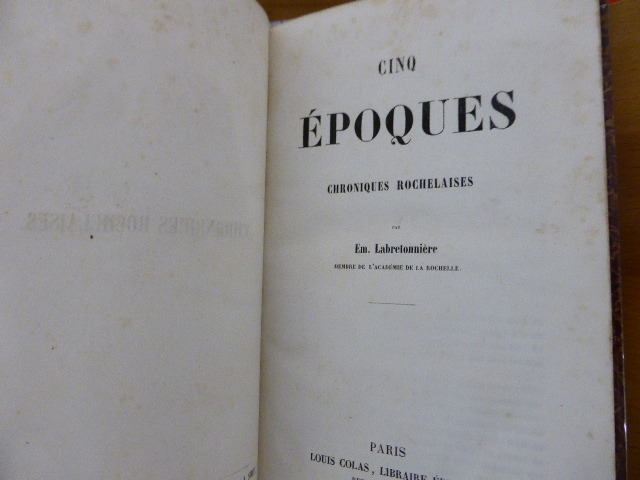 CINQ
ÉPOQUES
CHRONIQUES ROCHELAISES
PAR
Em. Labretonnière
MEMBRE DE L'ACADÉMIE DE LA ROCHELLE.
PARIS
LOUIS COLAS, LIBRAIRE